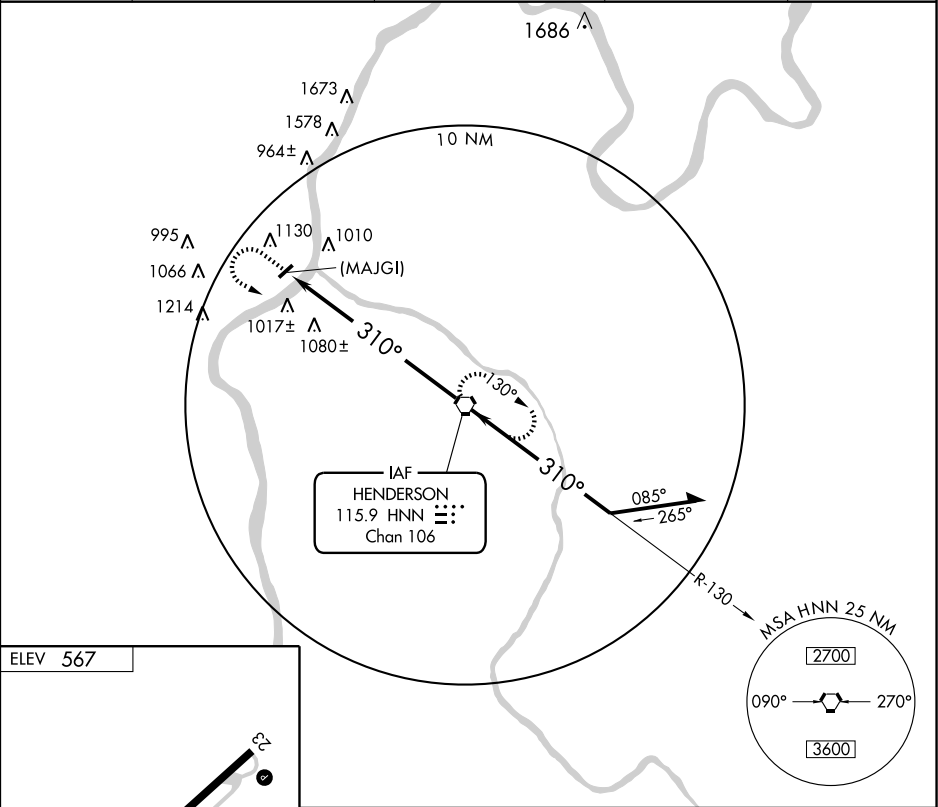 1686
1673
1578
964±
10 NM
995
1130
1010
1066
(MAJGI)
1214
1017±
1080±
310°
130°
IAF
HENDERSON
115.9 HNN
Chan 106
310°
085°
265°
R-130
MSA HNN 25 NM
2700
090°
270°
3600
ELEV 567
23
P